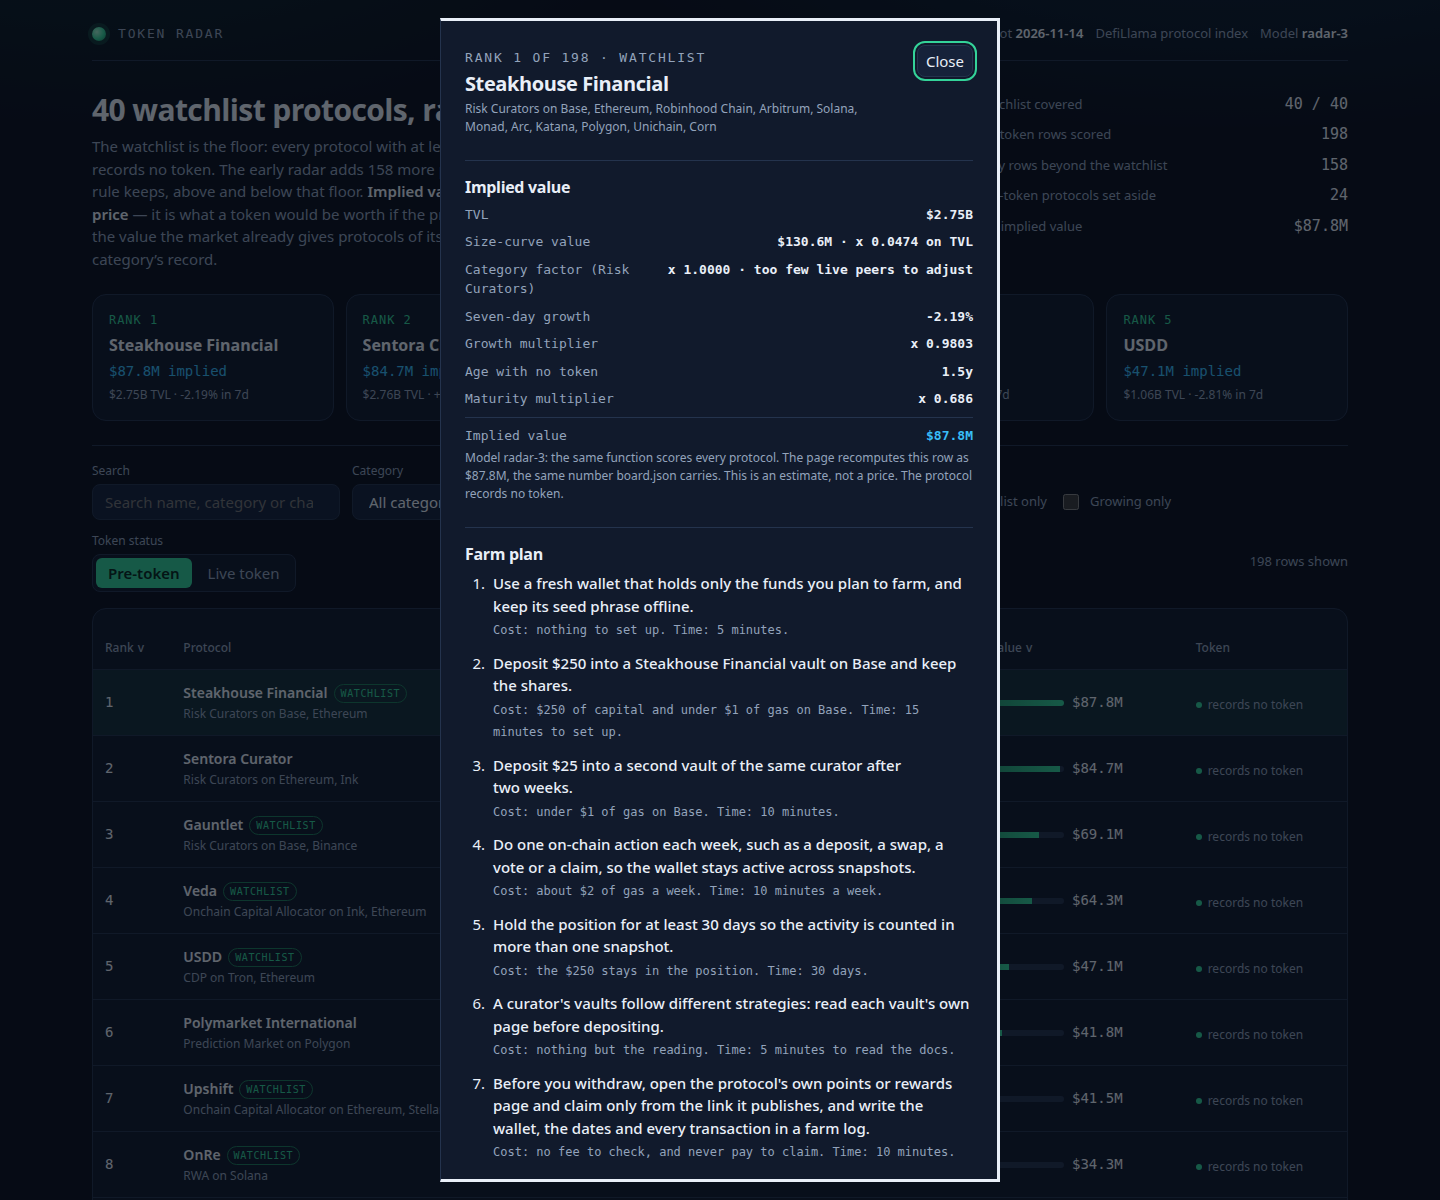 TOKEN RADAR
ot 2026-11-14 DefiLlama protocol index Model radar-3
40 watchlist protocols, ra
The watchlist is the floor: every protocol with at le
records no token. The early radar adds 158 more
rule keeps, above and below that floor. Implied va
price — it is what a token would be worth if the p
the value the market already gives protocols of its
category's record.
chlist covered 40 / 40
token rows scored 198
y rows beyond the watchlist 158
-token protocols set aside 24
implied value $87.8M
RANK 1
Steakhouse Financial
$87.8M implied
$2.75B TVL · -2.19% in 7d
RANK 2
Sentora C
$84.7M im
$2.76B TVL · +
7d
RANK 5
USDD
$47.1M implied
$1.06B TVL · -2.81% in 7d
Search
Search name, category or cha
Category
All categor
list only
Growing only
Token status
Pre-token Live token
198 rows shown
Rank v Protocol alue v Token
1 Steakhouse Financial WATCHLIST $87.8M records no token
Risk Curators on Base, Ethereum
2 Sentora Curator $84.7M records no token
Risk Curators on Ethereum, Ink
3 Gauntlet WATCHLIST $69.1M records no token
Risk Curators on Base, Binance
4 Veda WATCHLIST $64.3M records no token
Onchain Capital Allocator on Ink, Ethereum
5 USDD WATCHLIST $47.1M records no token
CDP on Tron, Ethereum
6 Polymarket International $41.8M records no token
Prediction Market on Polygon
7 Upshift WATCHLIST $41.5M records no token
Onchain Capital Allocator on Ethereum, Stella
8 OnRe WATCHLIST $34.3M records no token
RWA on Solana
RANK 1 OF 198 · WATCHLIST
Close
Steakhouse Financial
Risk Curators on Base, Ethereum, Robinhood Chain, Arbitrum, Solana,
Monad, Arc, Katana, Polygon, Unichain, Corn
Implied value
TVL $2.75B
Size-curve value $130.6M · x 0.0474 on TVL
Category factor (Risk x 1.0000 · too few live peers to adjust
Curators)
Seven-day growth -2.19%
Growth multiplier x 0.9803
Age with no token 1.5y
Maturity multiplier x 0.686
Implied value $87.8M
Model radar-3: the same function scores every protocol. The page recomputes this row as
$87.8M, the same number board.json carries. This is an estimate, not a price. The protocol
records no token.
Farm plan
1. Use a fresh wallet that holds only the funds you plan to farm, and
keep its seed phrase offline.
Cost: nothing to set up. Time: 5 minutes.
2. Deposit $250 into a Steakhouse Financial vault on Base and keep
the shares.
Cost: $250 of capital and under $1 of gas on Base. Time: 15
minutes to set up.
3. Deposit $25 into a second vault of the same curator after
two weeks.
Cost: under $1 of gas on Base. Time: 10 minutes.
4. Do one on-chain action each week, such as a deposit, a swap, a
vote or a claim, so the wallet stays active across snapshots.
Cost: about $2 of gas a week. Time: 10 minutes a week.
5. Hold the position for at least 30 days so the activity is counted in
more than one snapshot.
Cost: the $250 stays in the position. Time: 30 days.
6. A curator's vaults follow different strategies: read each vault's own
page before depositing.
Cost: nothing but the reading. Time: 5 minutes to read the docs.
7. Before you withdraw, open the protocol's own points or rewards
page and claim only from the link it publishes, and write the
wallet, the dates and every transaction in a farm log.
Cost: no fee to check, and never pay to claim. Time: 10 minutes.